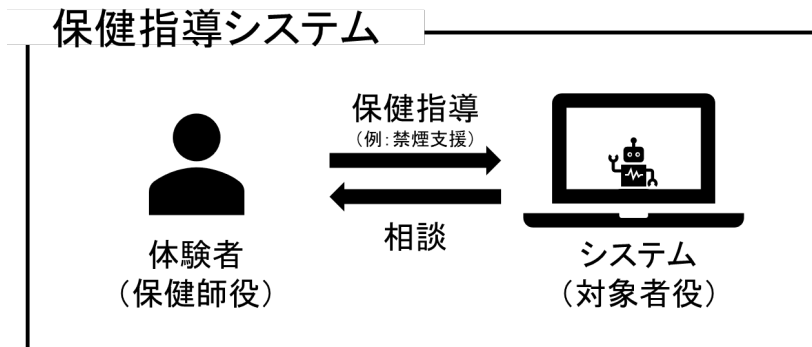 保健指導システム
保健指導
（例：禁煙支援）
相談
体験者
（保健師役）
システム
（対象者役）